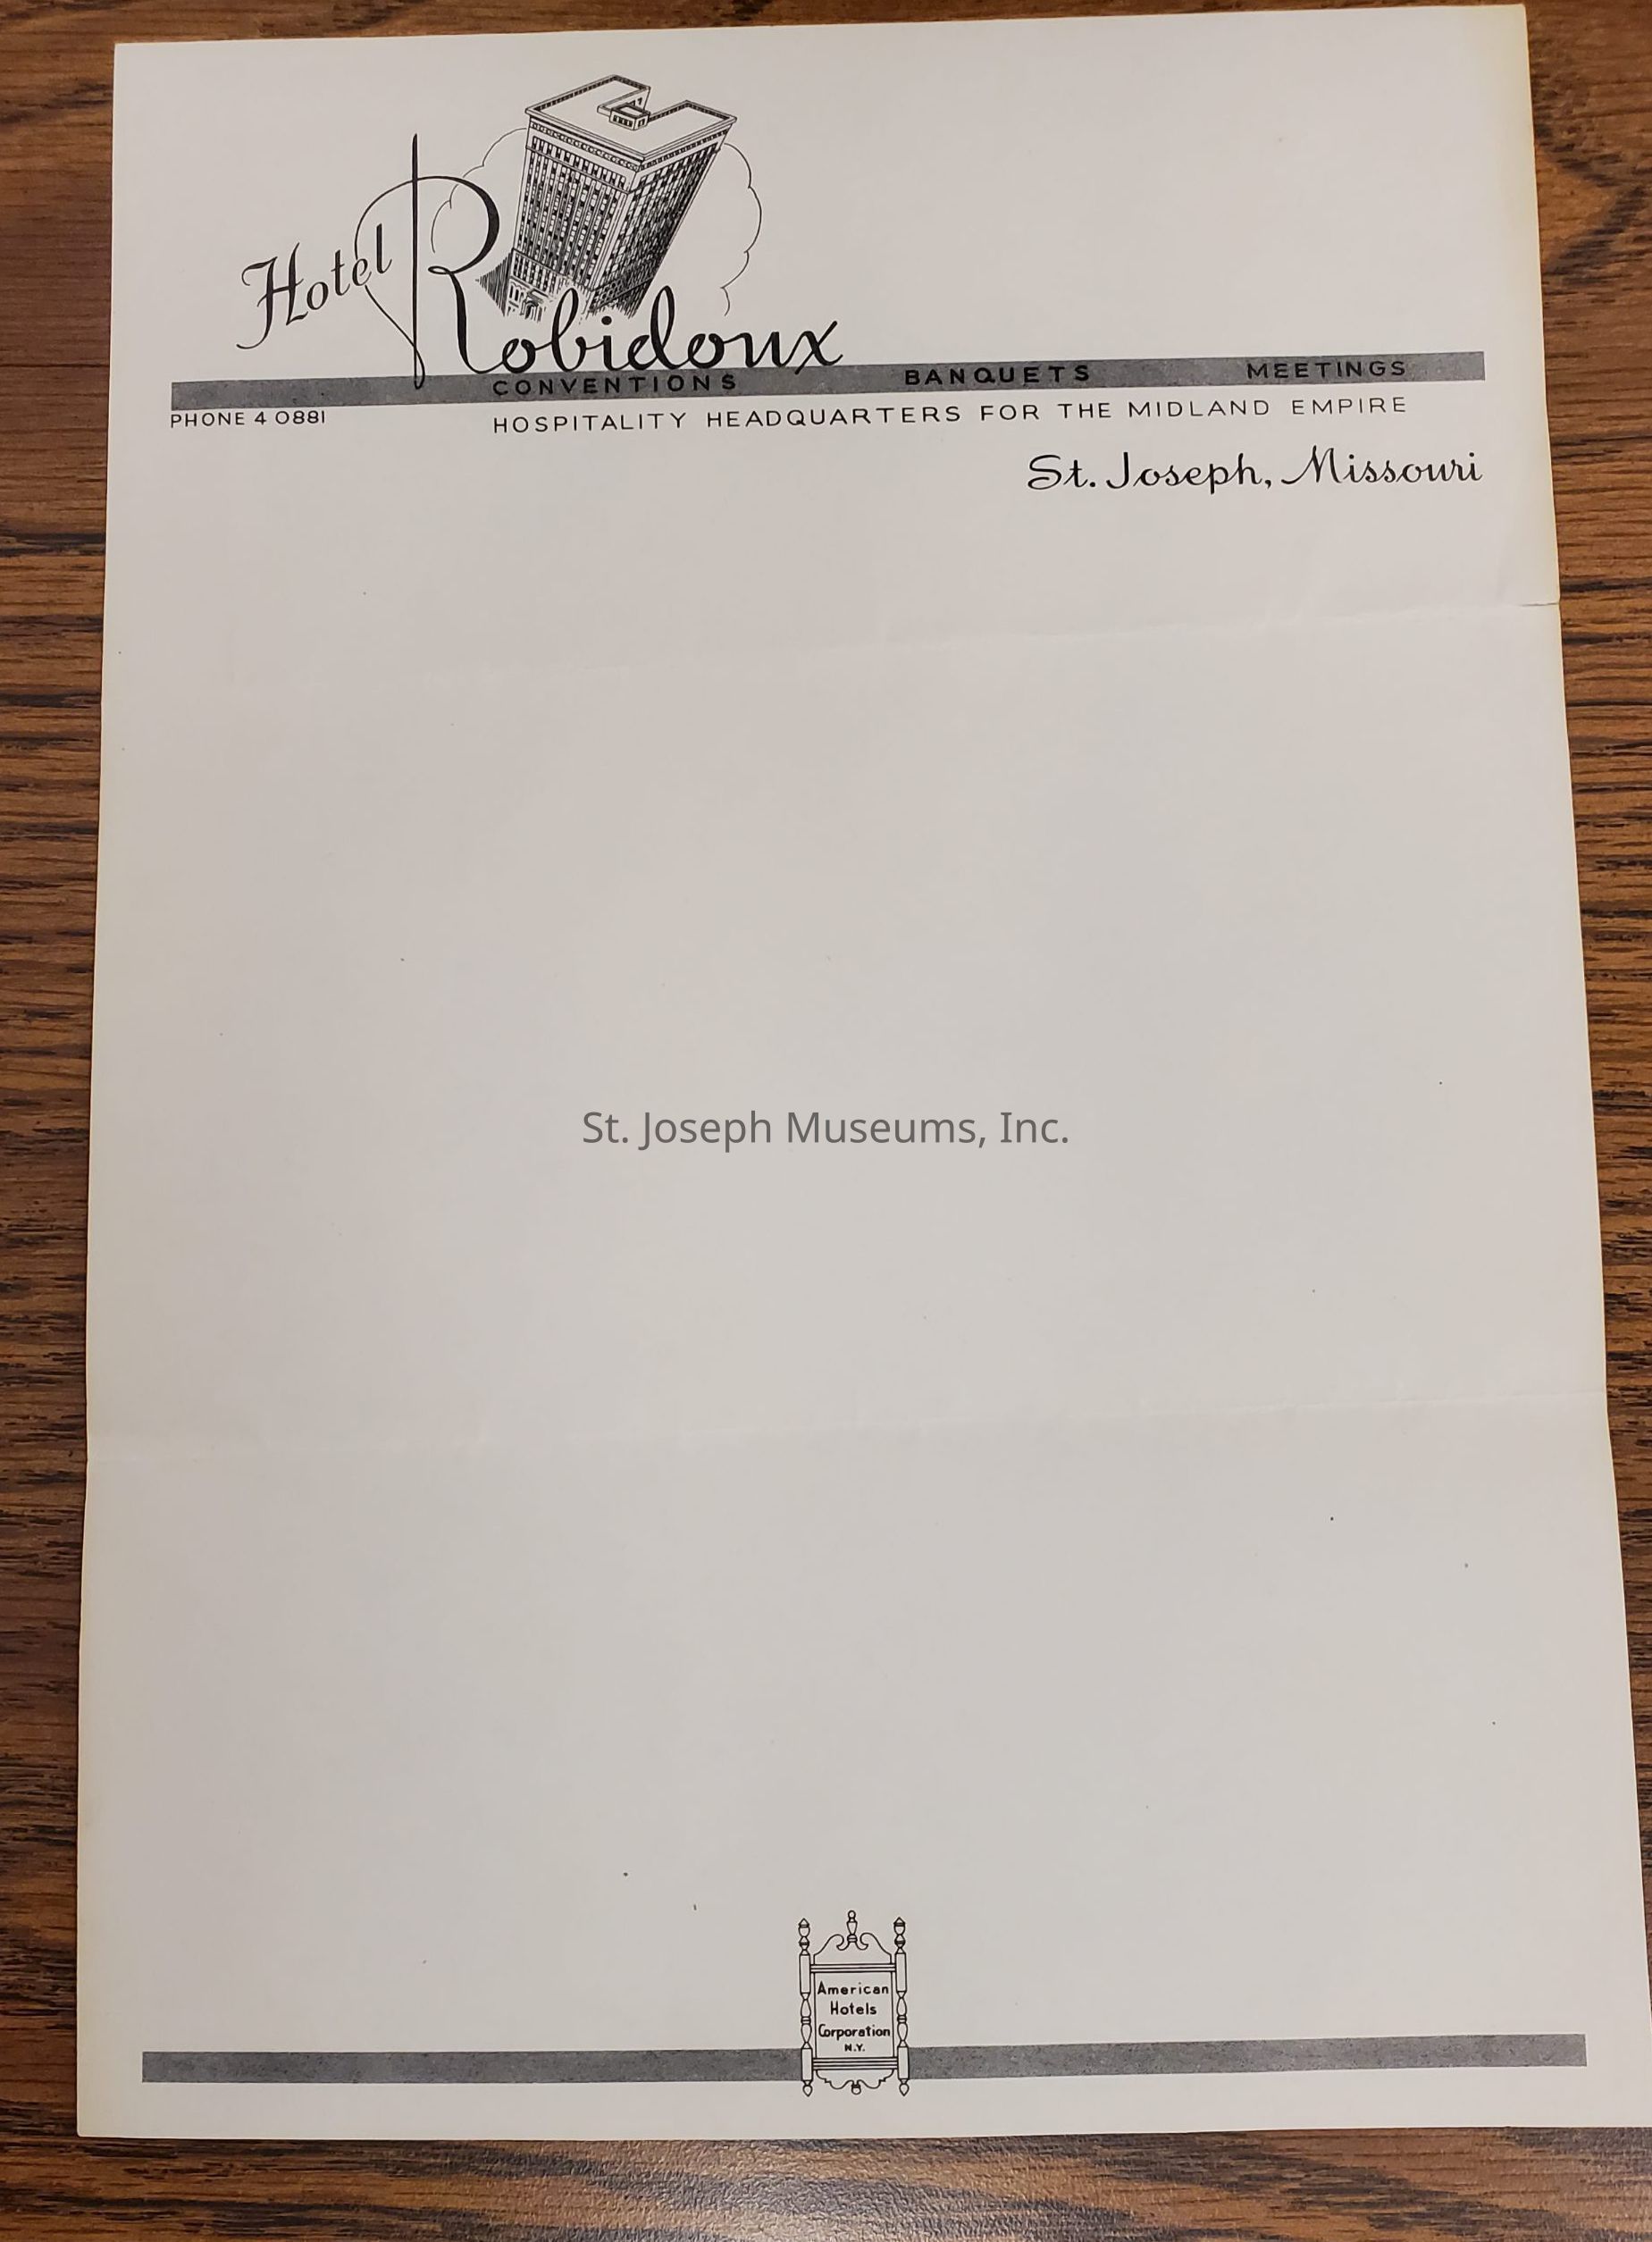 Hotel Robidoux
CONVENTIONS BANQUETS MEETINGS
PHONE 4 0881
HOSPITALITY HEADQUARTERS FOR THE MIDLAND EMPIRE
St. Joseph, Missouri
St. Joseph Museums, Inc.
American
Hotels
Corporation
N.Y.